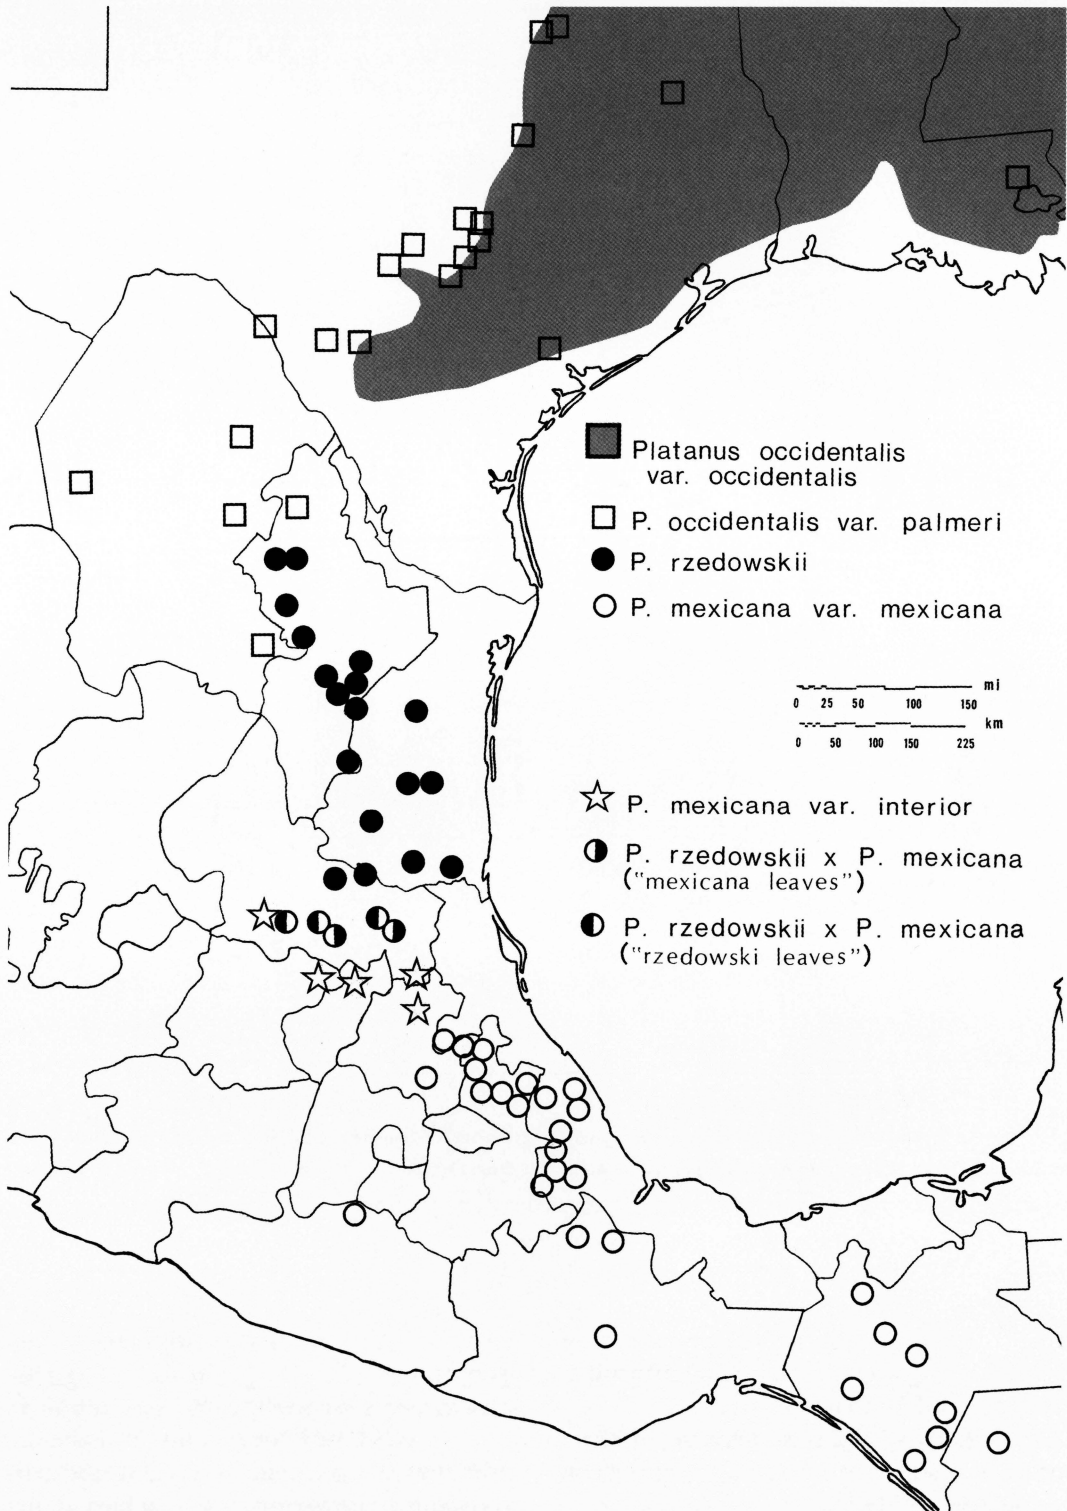 Platanus occidentalis
var. occidentalis
P. occidentalis var. palmeri
P. rzedowskii
P. mexicana var. mexicana
mi
0 25 50 100 150
km
0 50 100 150 225
P. mexicana var. interior
P. rzedowskii x P. mexicana
("mexicana leaves")
P. rzedowskii x P. mexicana
("rzedowski leaves")